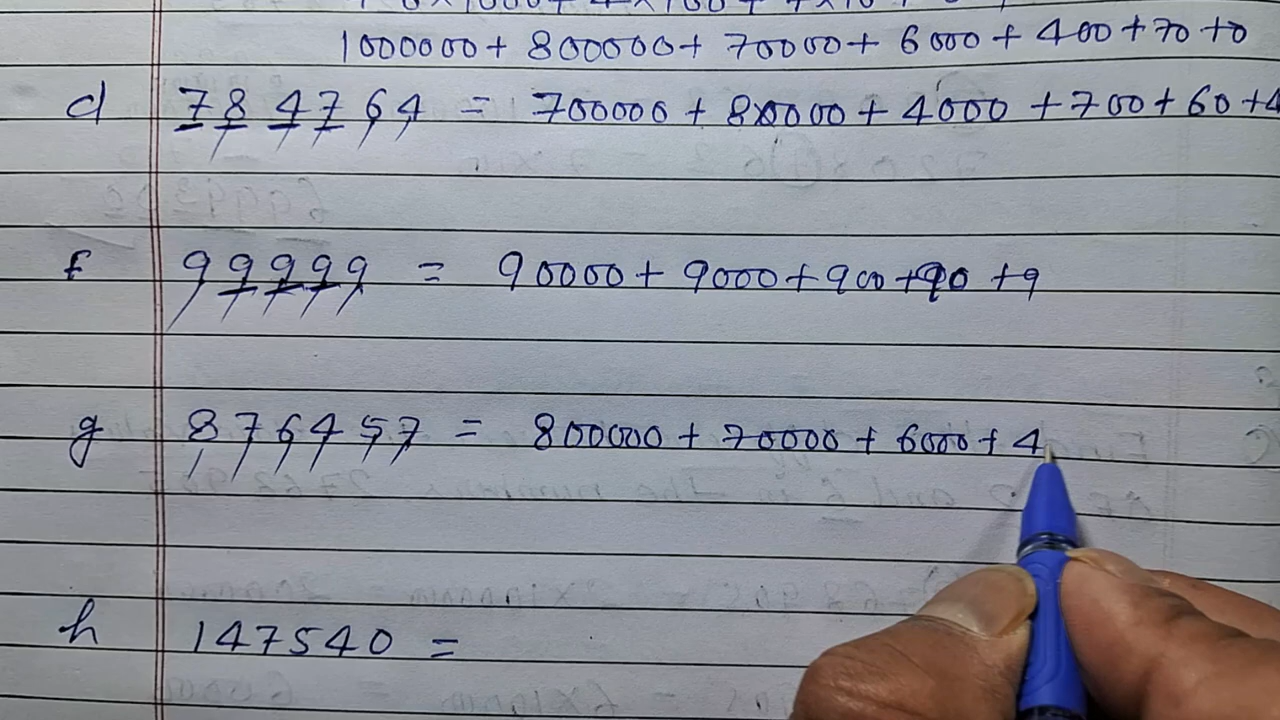 1000000 + 800000 + 70000 + 6000 + 400 + 70 + 0
d 784764 = 700000 + 80000 + 4000 + 700 + 60 + 4
f 99999 = 90000 + 9000 + 900 + 90 + 9
g 876457 = 800000 + 70000 + 6000 + 4
h 147540 =